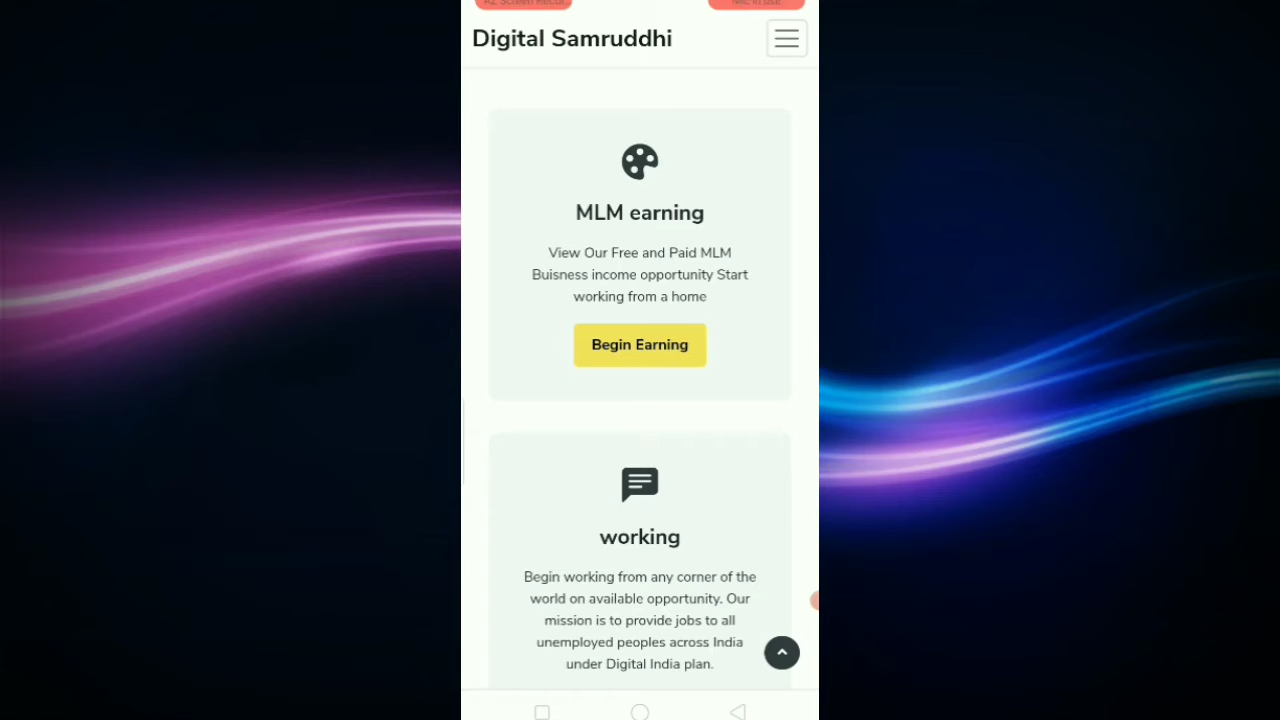 Digital Samruddhi
MLM earning
View Our Free and Paid MLM
Buisness income opportunity Start
working from a home
Begin Earning
working
Begin working from any corner of the
world on available opportunity. Our
mission is to provide jobs to all
unemployed peoples across India
under Digital India plan.